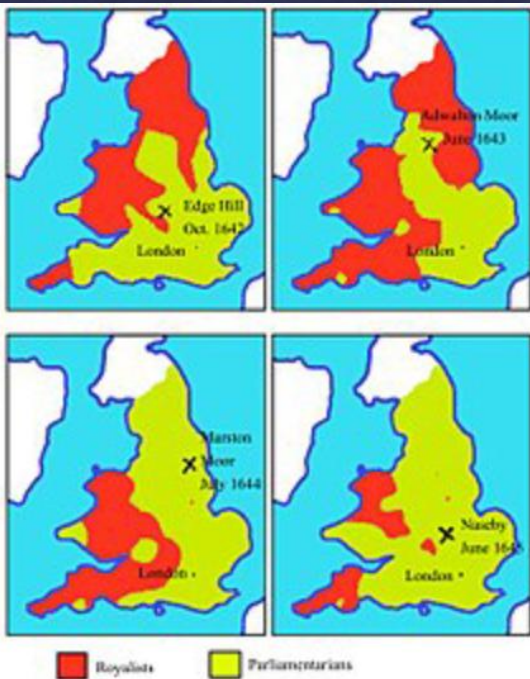 Edge Hill
Oct. 1642
London
Adwalton Moor
June 1643
London
Marston
Moor
July 1644
London
Naseby
June 1645
London
Royalists
Parliamentarians